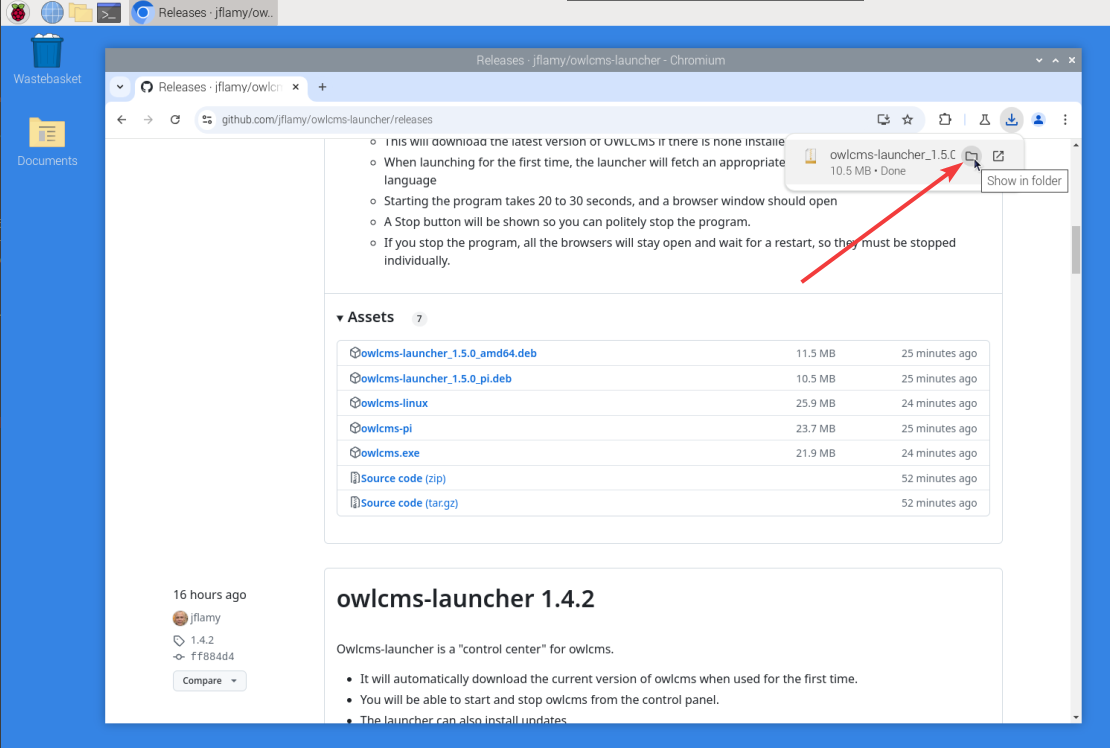 Releases · jflamy/ow..
Wastebasket
Documents
Releases · jflamy/owlcms-launcher - Chromium
Releases · jflamy/owlcm
github.com/jflamy/owlcms-launcher/releases
This will download the latest version of OWLCMS if there is none installe
owlcms-launcher_1.5.0
10.5 MB • Done
Show in folder
When launching for the first time, the launcher will fetch an appropriate
language
Starting the program takes 20 to 30 seconds, and a browser window should open
A Stop button will be shown so you can politely stop the program.
If you stop the program, all the browsers will stay open and wait for a restart, so they must be stopped
individually.
Assets 7
owlcms-launcher_1.5.0_amd64.deb 11.5 MB 25 minutes ago
owlcms-launcher_1.5.0_pi.deb 10.5 MB 25 minutes ago
owlcms-linux 25.9 MB 24 minutes ago
owlcms-pi 23.7 MB 25 minutes ago
owlcms.exe 21.9 MB 24 minutes ago
Source code (zip) 52 minutes ago
Source code (tar.gz) 52 minutes ago
16 hours ago
jflamy
1.4.2
ff884d4
Compare
owlcms-launcher 1.4.2
Owlcms-launcher is a "control center" for owlcms.
It will automatically download the current version of owlcms when used for the first time.
You will be able to start and stop owlcms from the control panel.
The launcher can also install updates